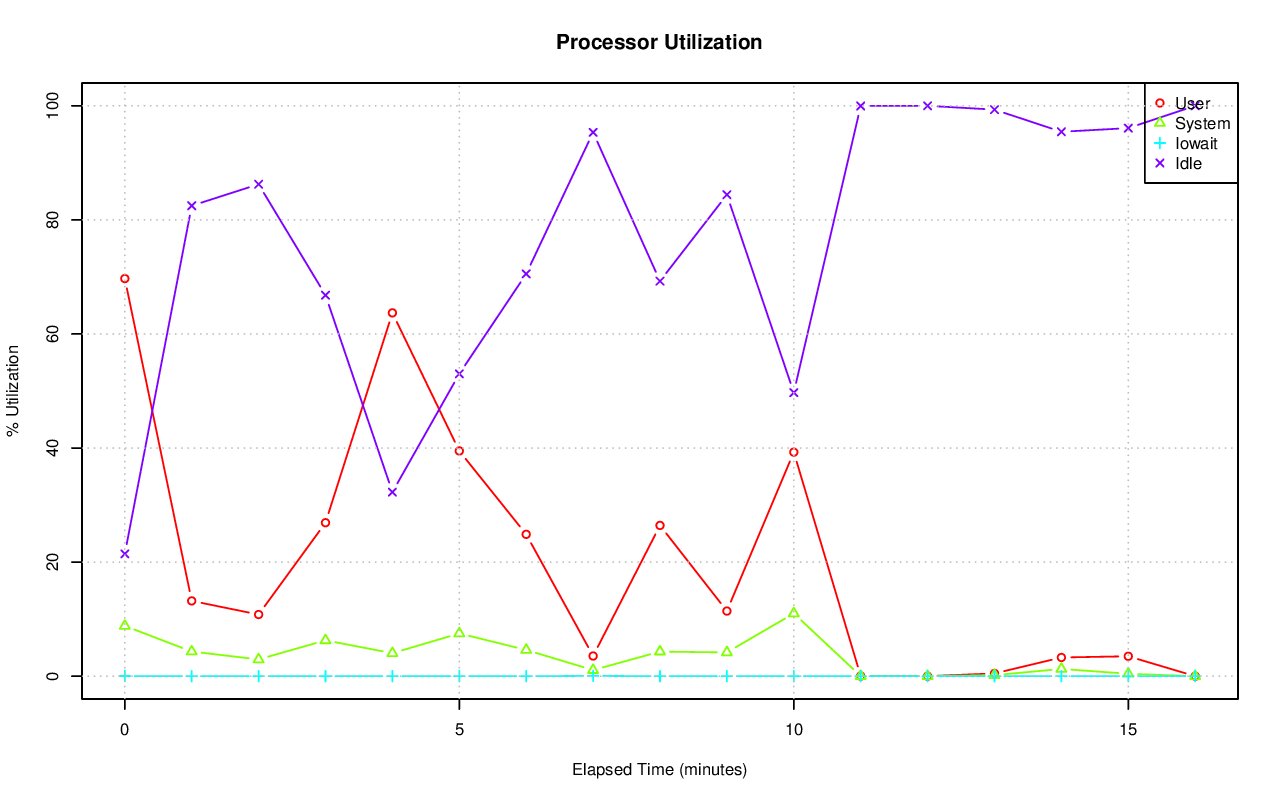 Processor Utilization
User
System
Iowait
Idle
% Utilization
100
80
60
40
20
0
0 5 10 15
Elapsed Time (minutes)